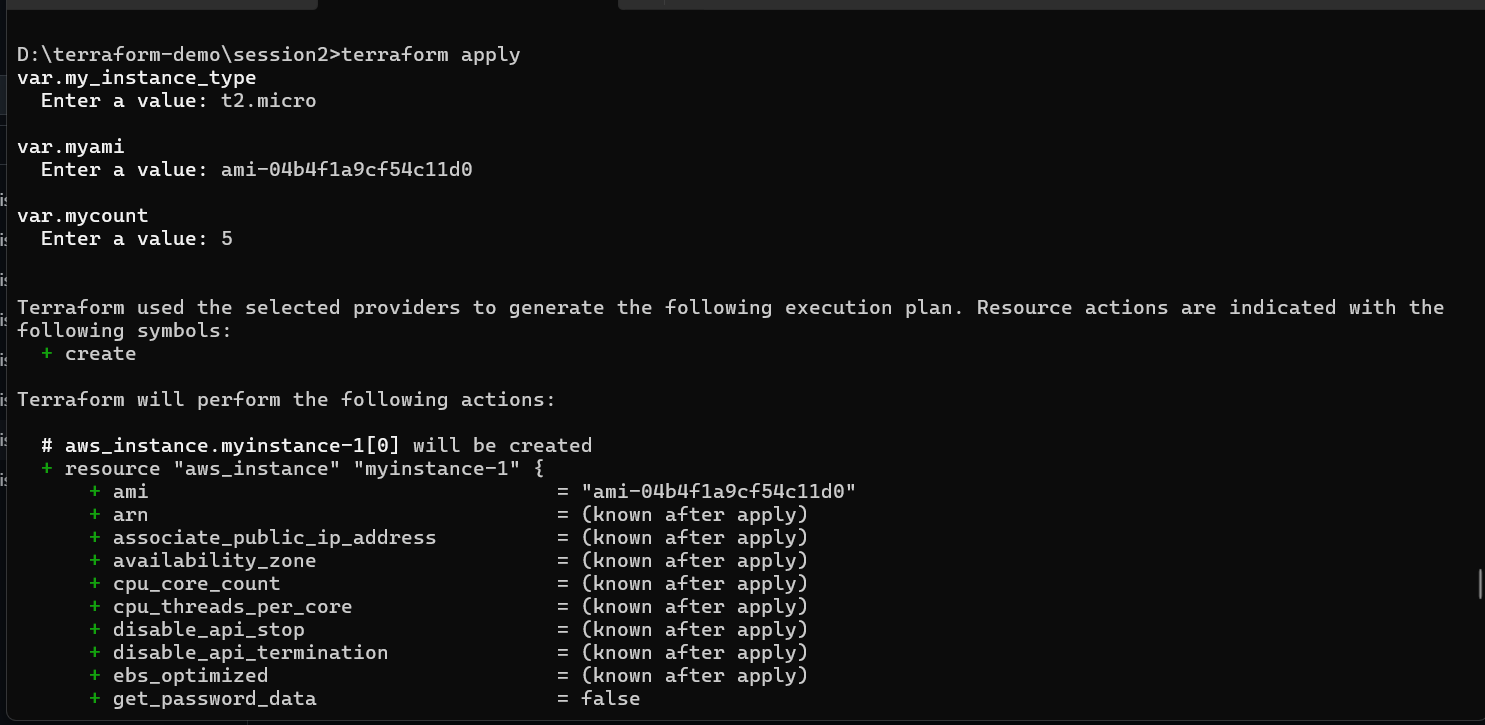 D:\terraform-demo\session2>terraform apply
var.my_instance_type
  Enter a value: t2.micro

var.myami
  Enter a value: ami-04b4f1a9cf54c11d0

var.mycount
  Enter a value: 5

Terraform used the selected providers to generate the following execution plan. Resource actions are indicated with the
following symbols:
  + create

Terraform will perform the following actions:

  # aws_instance.myinstance-1[0] will be created
  + resource "aws_instance" "myinstance-1" {
      + ami                                  = "ami-04b4f1a9cf54c11d0"
      + arn                                  = (known after apply)
      + associate_public_ip_address          = (known after apply)
      + availability_zone                    = (known after apply)
      + cpu_core_count                       = (known after apply)
      + cpu_threads_per_core                 = (known after apply)
      + disable_api_stop                     = (known after apply)
      + disable_api_termination              = (known after apply)
      + ebs_optimized                        = (known after apply)
      + get_password_data                    = false